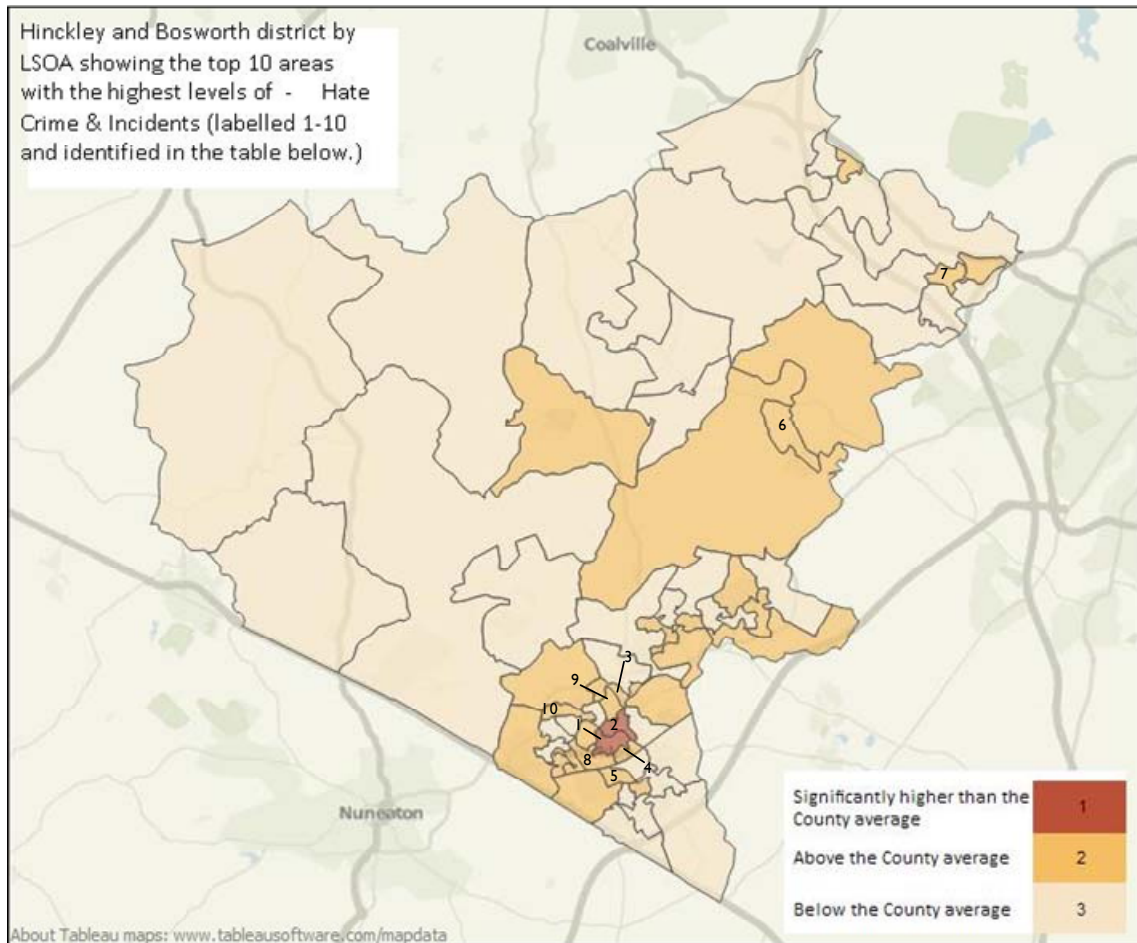 Hinckley and Bosworth district by
LSOA showing the top 10 areas
with the highest levels of - Hate
Crime & Incidents (labelled 1-10
and identified in the table below.)
Coalville
7
6
3
9
10
2
1
8
4
5
Nuneaton
Significantly higher than the
County average
1
Above the County average
2
Below the County average
3
About Tableau maps: www.tableausoftware.com/mapdata